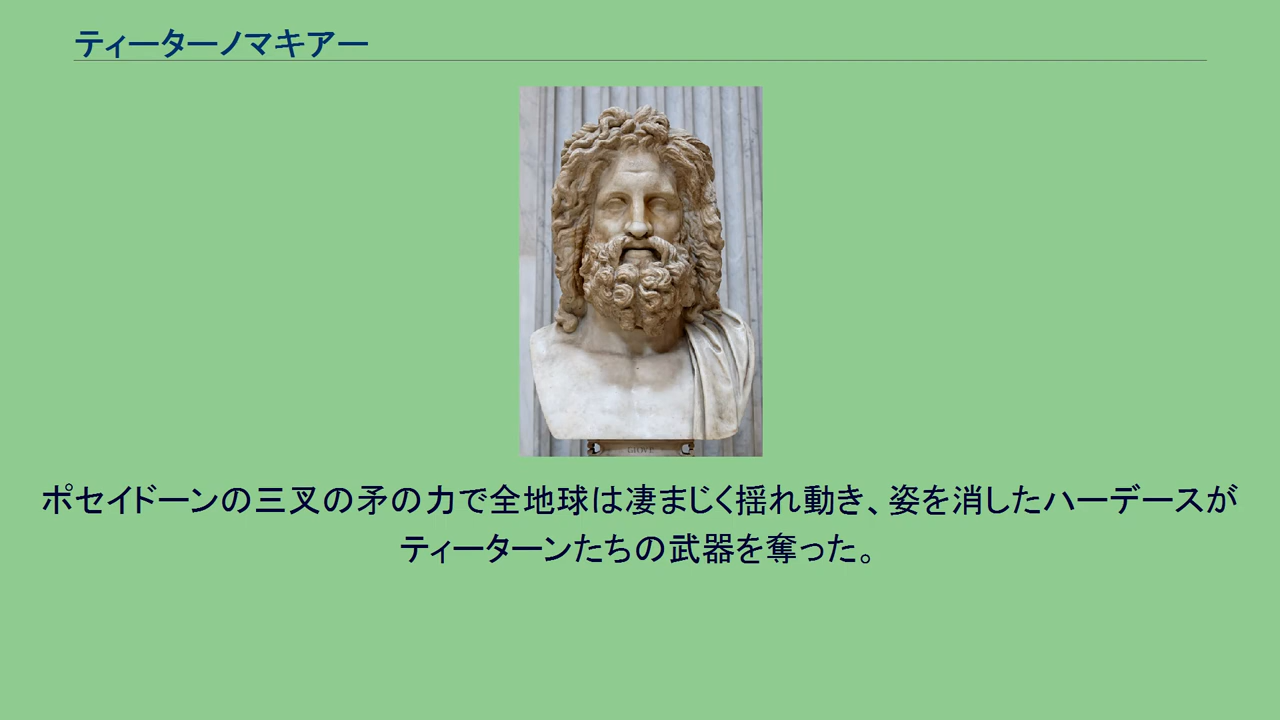 ティーターノマキアー
GIOVE
ポセイドーンの三叉の矛の力で全地球は凄まじく揺れ動き、姿を消したハーデースが
ティーターンたちの武器を奪った。